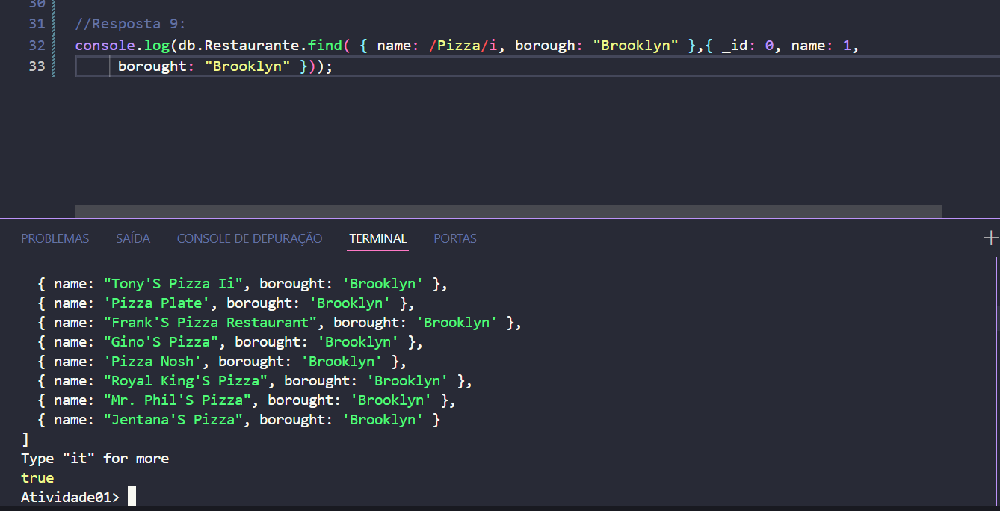 30
31 //Resposta 9:
32 console.log(db.Restaurante.find( { name: /Pizza/i, borough: "Brooklyn" },{ _id: 0, name: 1,
33 borought: "Brooklyn" }));
PROBLEMAS SAÍDA CONSOLE DE DEPURAÇÃO TERMINAL PORTAS
{ name: "Tony'S Pizza Ii", borought: 'Brooklyn' },
{ name: 'Pizza Plate', borought: 'Brooklyn' },
{ name: "Frank'S Pizza Restaurant", borought: 'Brooklyn' },
{ name: "Gino'S Pizza", borought: 'Brooklyn' },
{ name: 'Pizza Nosh', borought: 'Brooklyn' },
{ name: "Royal King'S Pizza", borought: 'Brooklyn' },
{ name: "Mr. Phil'S Pizza", borought: 'Brooklyn' },
{ name: "Jentana'S Pizza", borought: 'Brooklyn' }
]
Type "it" for more
true
Atividade01>